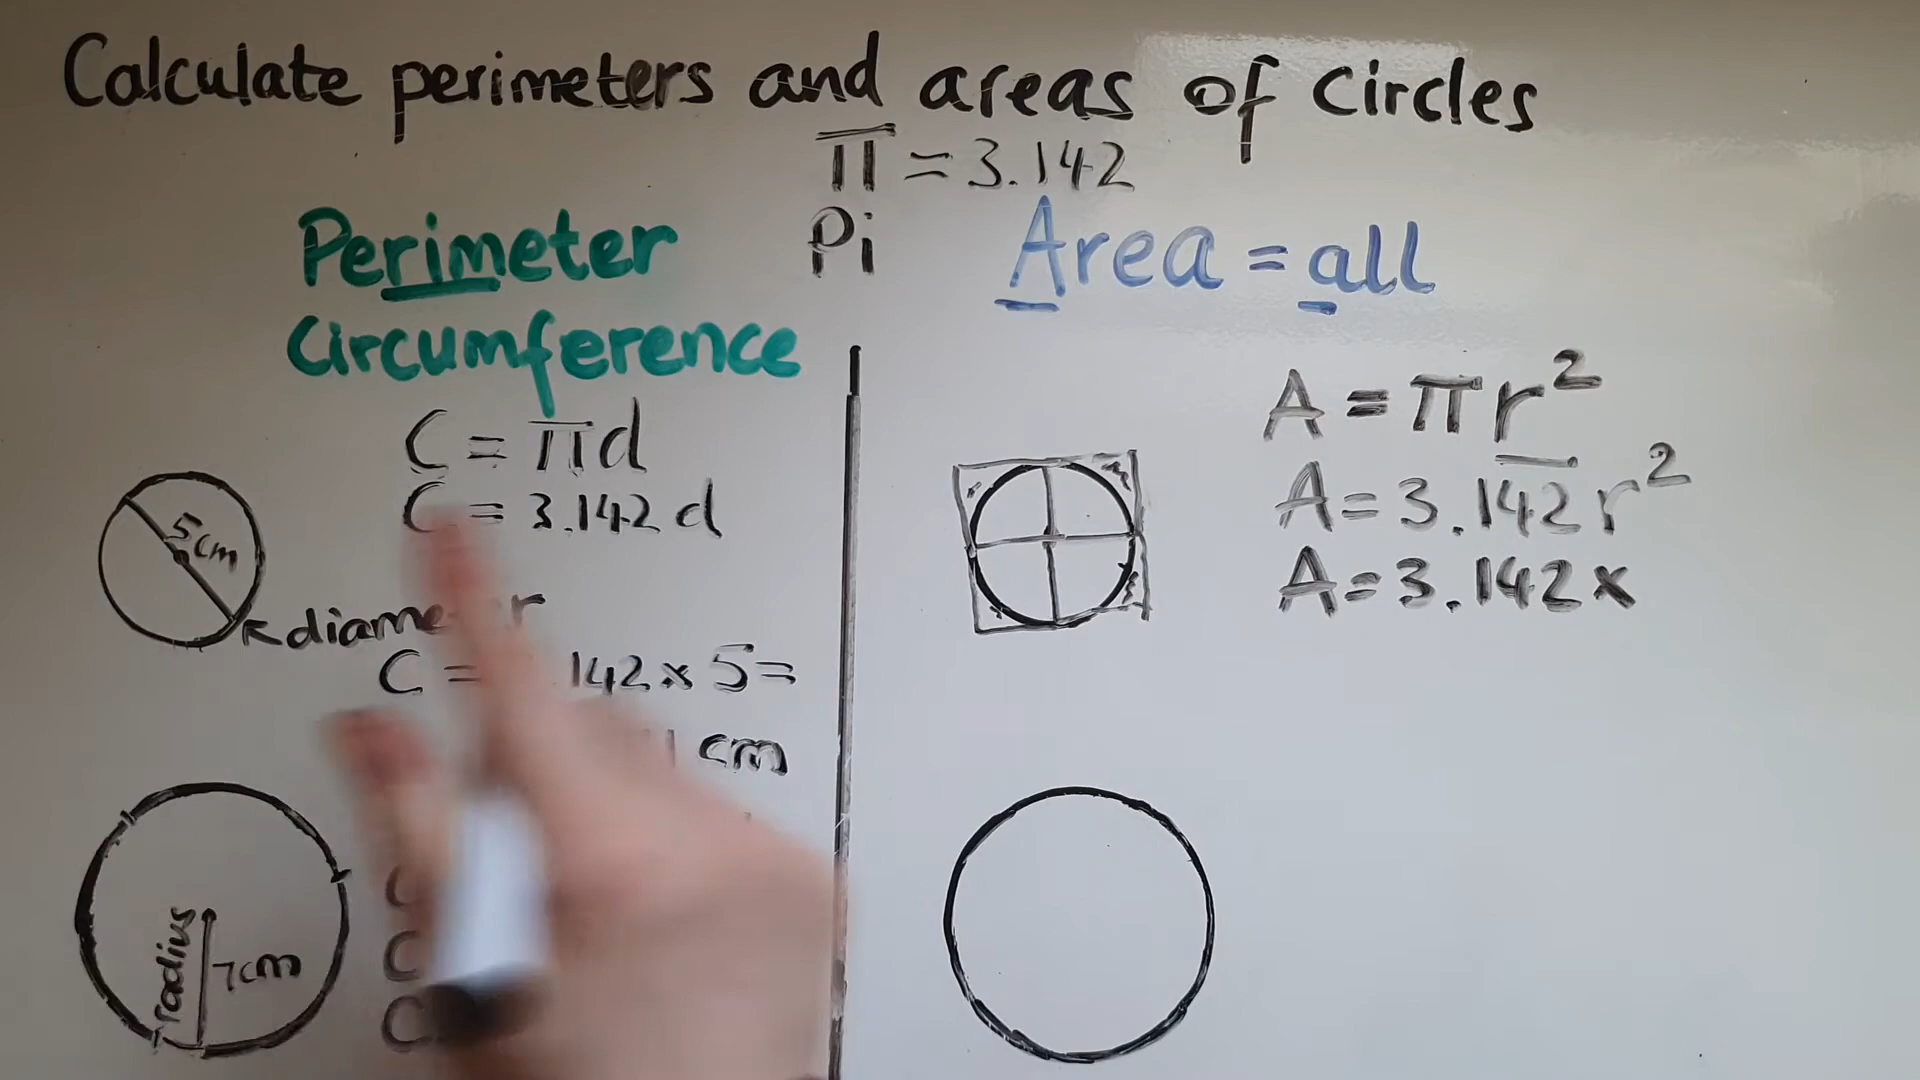 Calculate perimeters and areas of circles
π = 3.142
Pi
Perimeter
Circumference
C = πd
C = 3.142 d
5cm
C = 142 x 5 =
cm
radius
7cm
C
C
C
Area = all
A = πr²
A = 3.142 r²
A = 3.142 x